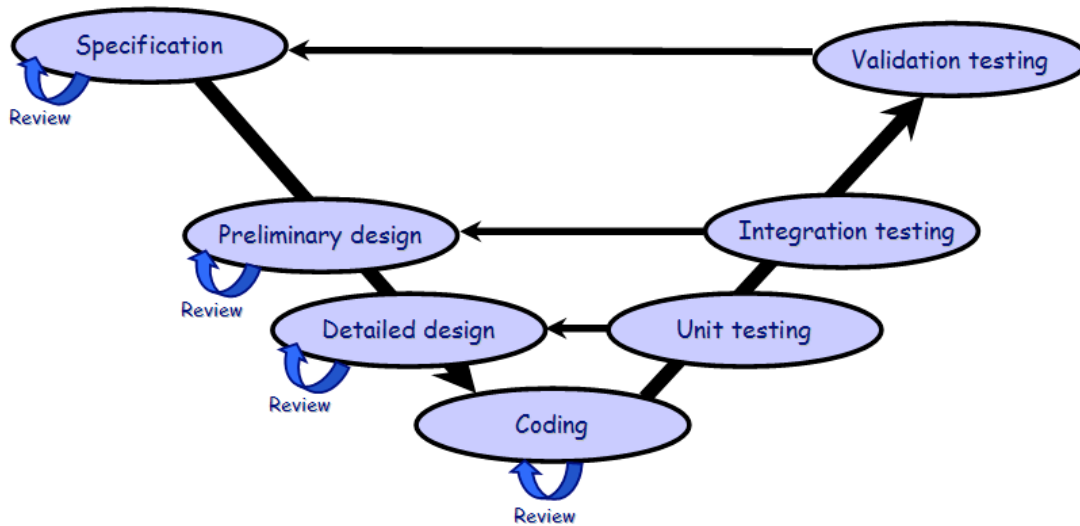 Specification
Validation testing
Review
Preliminary design
Integration testing
Review
Detailed design
Unit testing
Review
Coding
Review